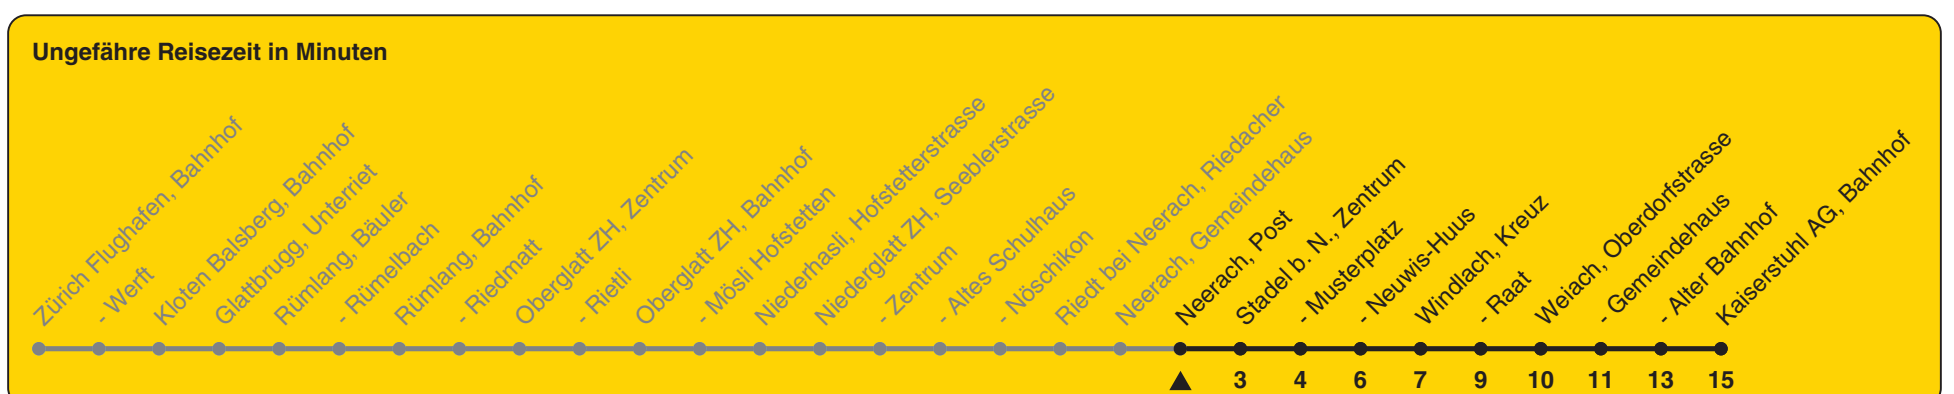 Ungefähre Reisezeit in Minuten
Zürich Flughafen, Bahnhof
- Werft
Kloten Balsberg, Bahnhof
Glattbrugg, Unterriet
Rümlang, Bäuler
- Rümelbach
Rümlang, Bahnhof
- Riedmatt
Oberglatt ZH, Zentrum
- Rietli
Oberglatt ZH, Bahnhof
- Mösli Hofstetten
Niederhasli, Hofstetterstrasse
Niederglatt ZH, Seeblerstrasse
- Zentrum
- Altes Schulhaus
- Nöschikon
Riedt bei Neerach, Riedacher
Neerach, Gemeindehaus
Neerach, Post
Stadel b. N., Zentrum
- Musterplatz
- Neuwis-Huus
Windlach, Kreuz
- Raat
Weiach, Oberdorfstrasse
- Gemeindehaus
- Alter Bahnhof
Kaiserstuhl AG, Bahnhof
3 4 6 7 9 10 11 13 15